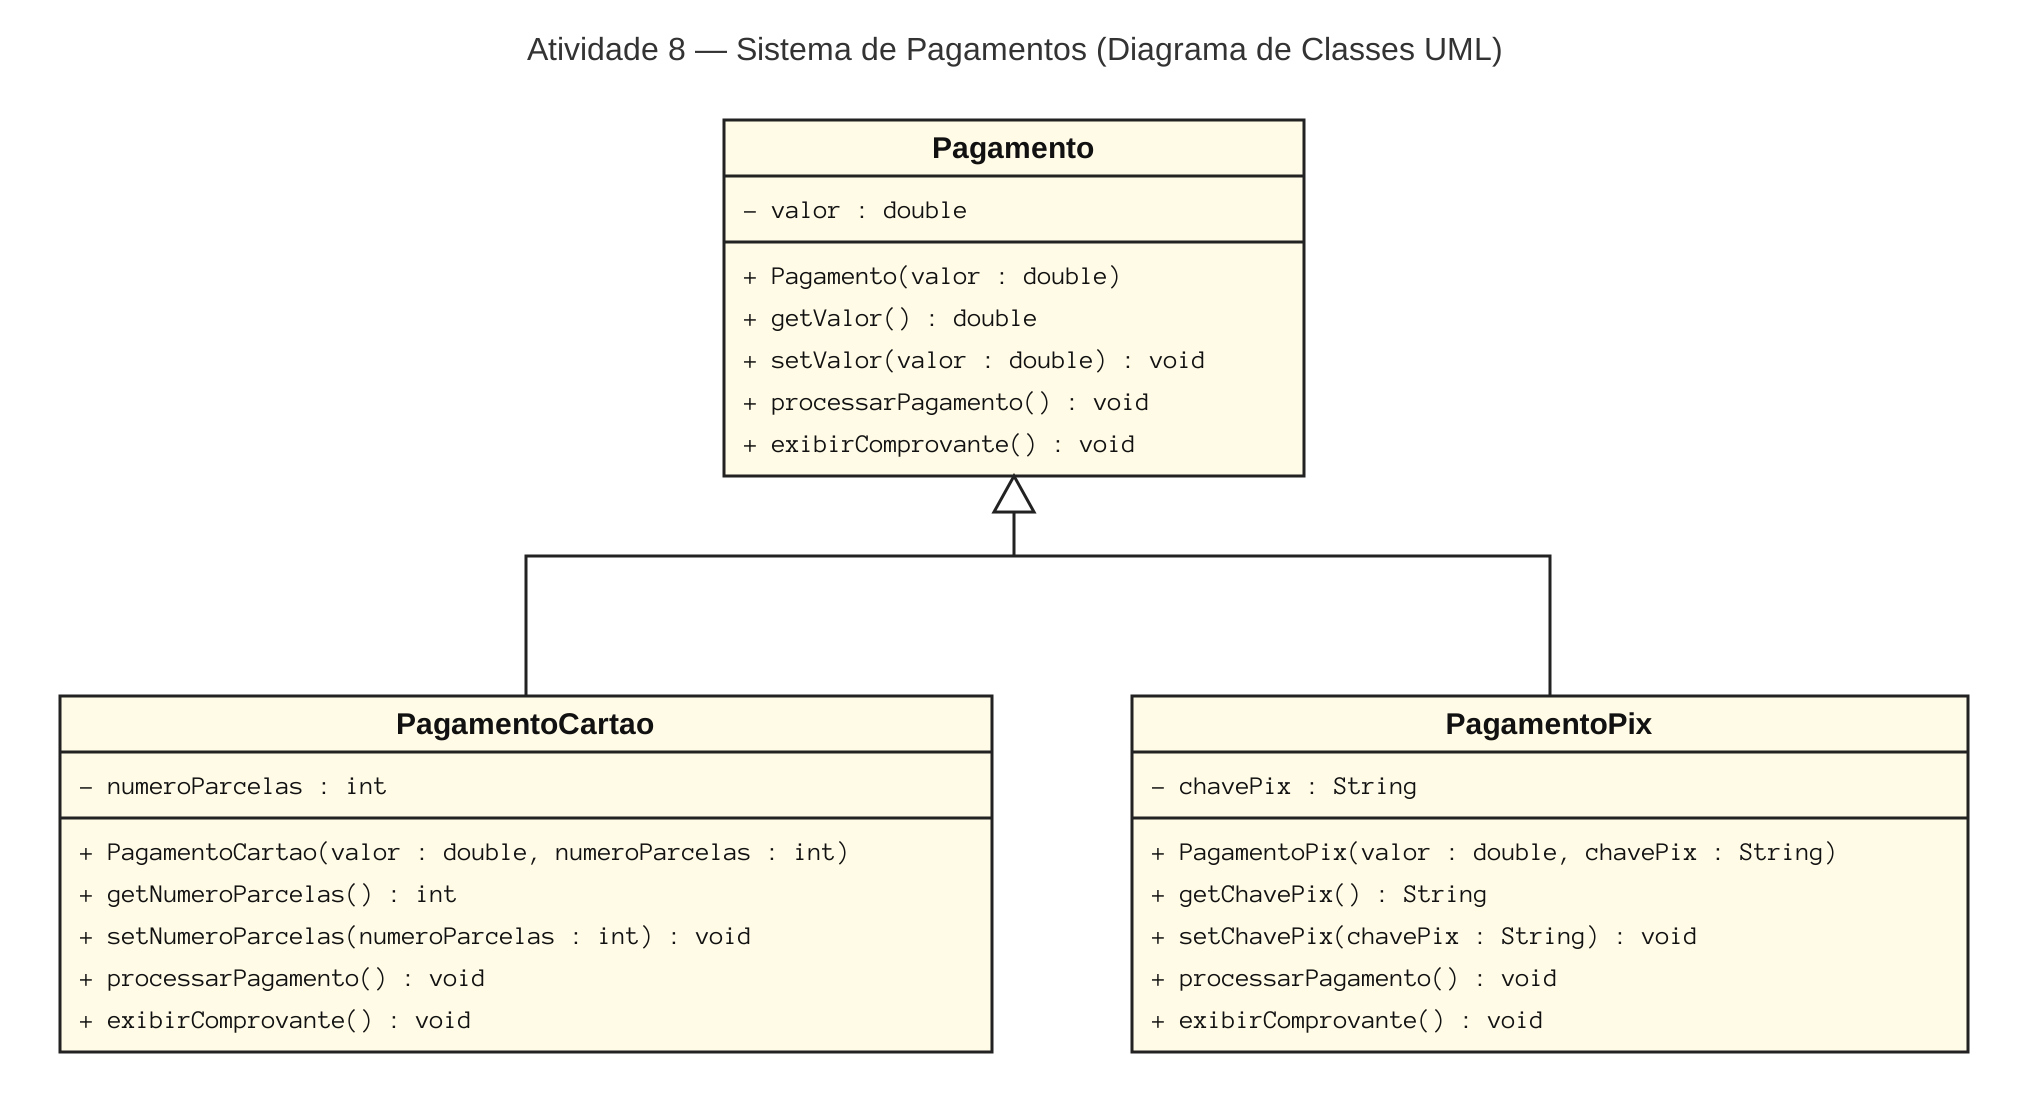 Atividade 8 — Sistema de Pagamentos (Diagrama de Classes UML)
Pagamento
- valor : double
+ Pagamento(valor : double)
+ getValor() : double
+ setValor(valor : double) : void
+ processarPagamento() : void
+ exibirComprovante() : void
PagamentoCartao
- numeroParcelas : int
+ PagamentoCartao(valor : double, numeroParcelas : int)
+ getNumeroParcelas() : int
+ setNumeroParcelas(numeroParcelas : int) : void
+ processarPagamento() : void
+ exibirComprovante() : void
PagamentoPix
- chavePix : String
+ PagamentoPix(valor : double, chavePix : String)
+ getChavePix() : String
+ setChavePix(chavePix : String) : void
+ processarPagamento() : void
+ exibirComprovante() : void